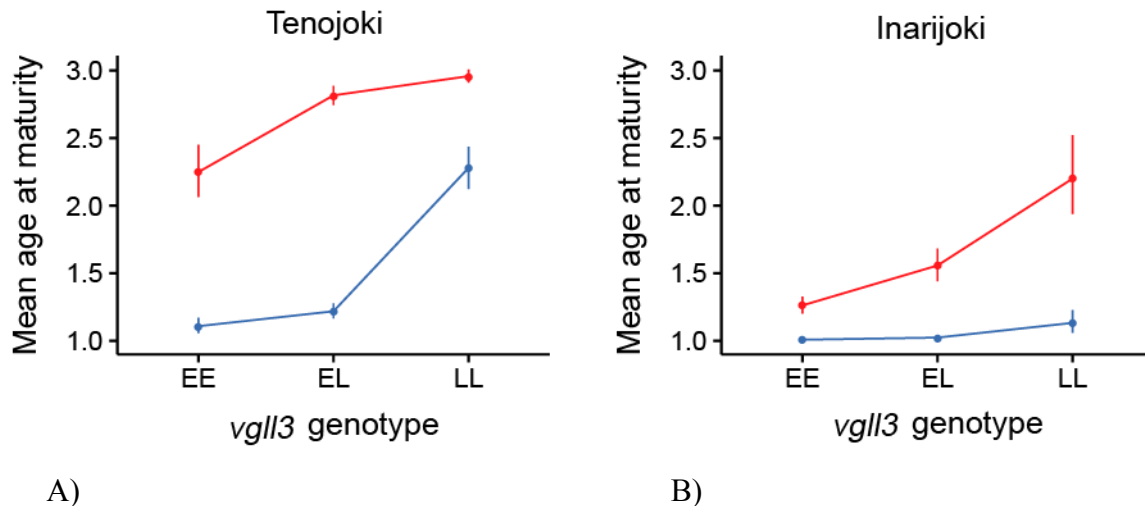 Tenojoki
Mean age at maturity
3.0
2.5
2.0
1.5
1.0
EE EL LL
vgll3 genotype
A)
Inarijoki
Mean age at maturity
3.0
2.5
2.0
1.5
1.0
EE EL LL
vgll3 genotype
B)